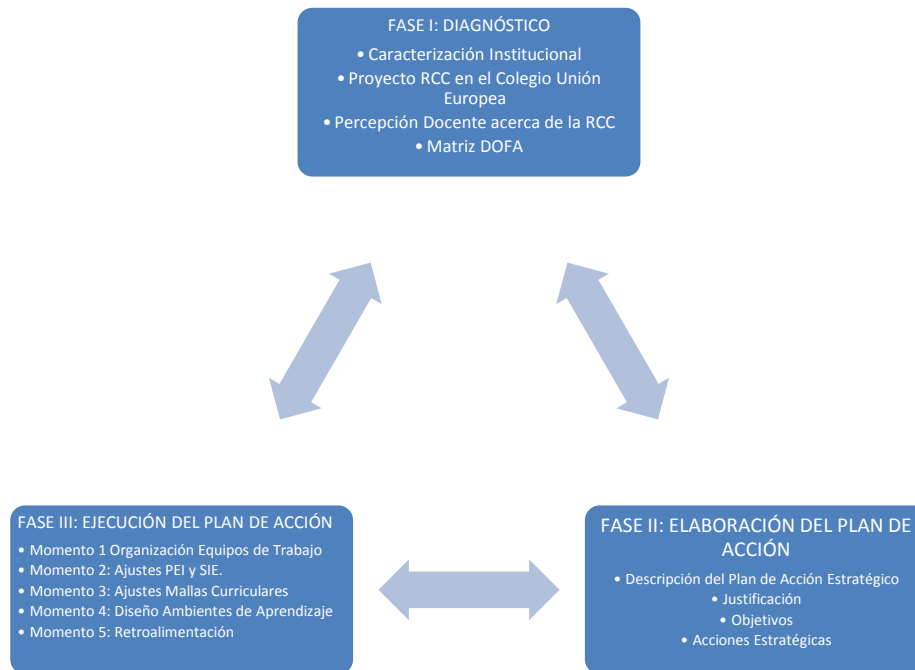 FASE I: DIAGNÓSTICO
• Caracterización Institucional
• Proyecto RCC en el Colegio Unión
Europea
• Percepción Docente acerca de la RCC
• Matriz DOFA
FASE III: EJECUCIÓN DEL PLAN DE ACCIÓN
• Momento 1 Organización Equipos de Trabajo
• Momento 2: Ajustes PEI y SIE.
• Momento 3: Ajustes Mallas Curriculares
• Momento 4: Diseño Ambientes de Aprendizaje
• Momento 5: Retroalimentación
FASE II: ELABORACIÓN DEL PLAN DE
ACCIÓN
• Descripción del Plan de Acción Estratégico
• Justificación
• Objetivos
• Acciones Estratégicas